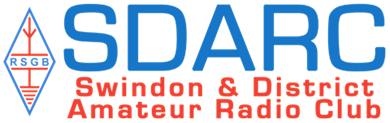 RSGB
SDARC
Swindon & District
Amateur Radio Club